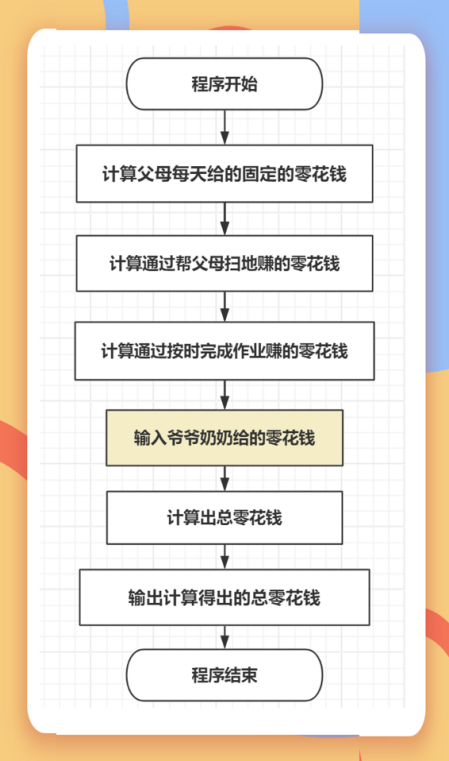 程序开始
计算父母每天给的固定的零花钱
计算通过帮父母扫地赚的零花钱
计算通过按时完成作业赚的零花钱
输入爷爷奶奶给的零花钱
计算出总零花钱
输出计算得出的总零花钱
程序结束